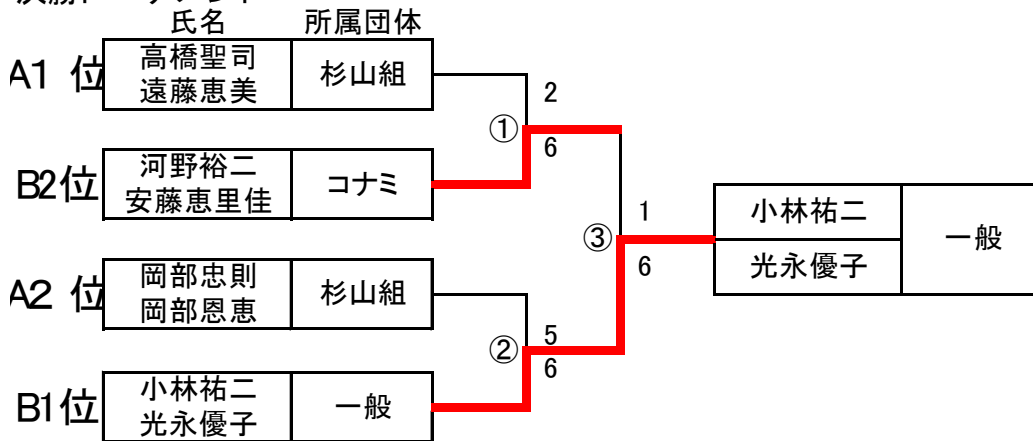 氏名 所属団体
A1 位 高橋聖司 遠藤恵美 杉山組
2
①
6
B2位 河野裕二 安藤恵里佳 コナミ
1
③
6
小林祐二 光永優子 一般
A2 位 岡部忠則 岡部恩恵 杉山組
5
②
6
B1位 小林祐二 光永優子 一般